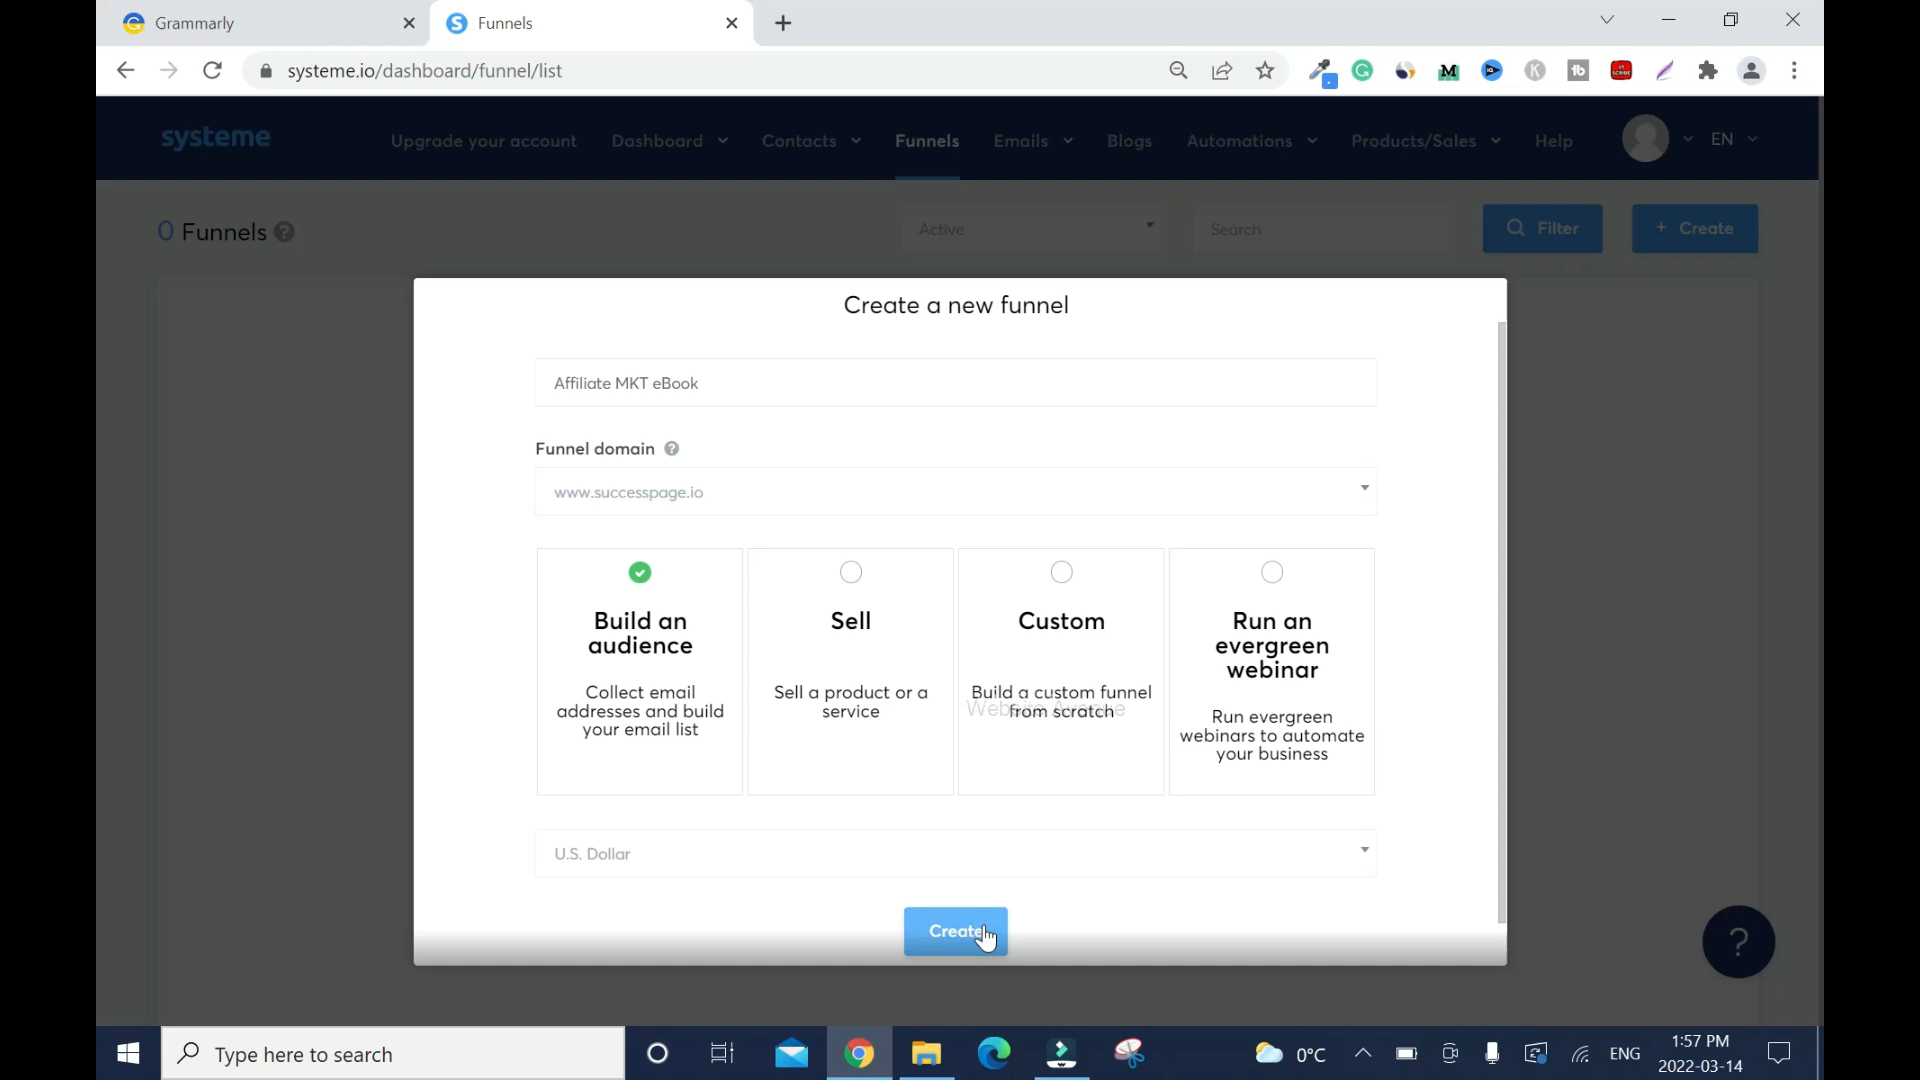 Grammarly
Funnels
systeme.io/dashboard/funnel/list
systeme
Upgrade your account
Dashboard
Contacts
Funnels
Emails
Blogs
Automations
Products/Sales
Help
EN
0 Funnels
Active
Search
Filter
+ Create
Create a new funnel
Affiliate MKT eBook
Funnel domain
www.successpage.io
Build an
audience
Collect email
addresses and build
your email list
Sell
Sell a product or a
service
Custom
Build a custom funnel
from scratch
Website Avenue
Run an
evergreen
webinar
Run evergreen
webinars to automate
your business
U.S. Dollar
Create
?
Type here to search
0°C
ENG
1:57 PM
2022-03-14